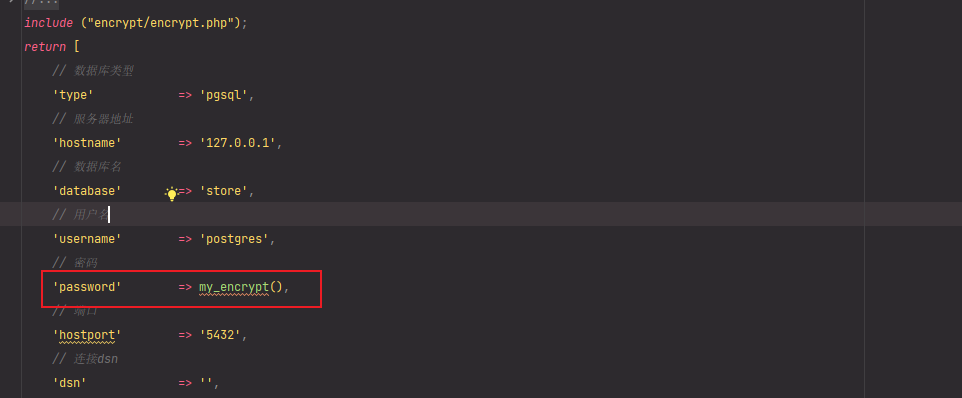 //...
include ("encrypt/encrypt.php");
return [
// 数据库类型
'type' => 'pgsql',
// 服务器地址
'hostname' => '127.0.0.1',
// 数据库名
'database' => 'store',
// 用户名
'username' => 'postgres',
// 密码
'password' => my_encrypt(),
// 端口
'hostport' => '5432',
// 连接dsn
'dsn' => '',